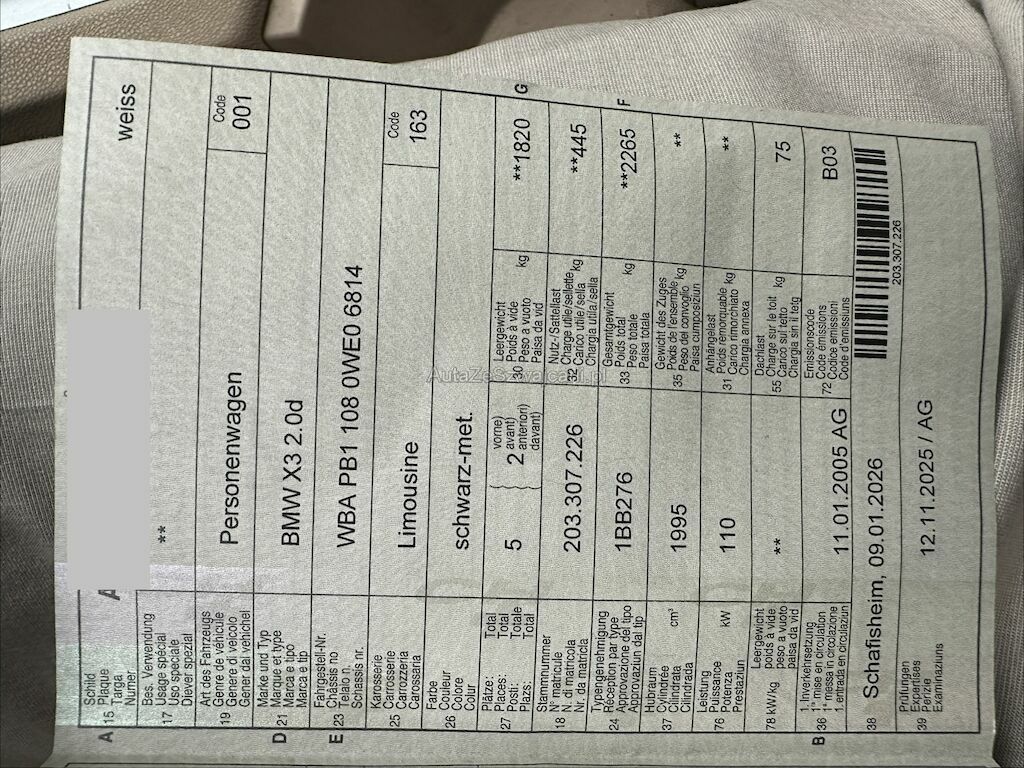 A 15 Schild
Plaque
Targa
Numer
A
weiss
17 Bes. Verwendung
Usage spécial
Uso speciale
Diever spezial
**
19 Art des Fahrzeugs
Genre de véhicule
Genere di veicolo
Gener dal vehichel
Personenwagen
Code
001
D 21 Marke und Typ
Marque et type
Marca e tipo
Marca e tip
BMW X3 2.0d
E 23 Fahrgestell-Nr.
Châssis no
Telaio n.
Schassis nr.
WBA PB1 108 0WE0 6814
25 Karosserie
Carrosserie
Carozzeria
Carossaria
Limousine
Code
163
26 Farbe
Couleur
Colore
Colur
schwarz-met.
27 Plätze: Total
Places: Total
Posti: Totale
Plazs: Total
5
2
vorne)
avant)
anteriori)
davant)
30 Leergewicht
Poids à vide
Peso a vuoto
Paisa da vid
kg
**1820
G
18 Stammnummer
N° matricule
N. di matricola
Nr. da matricla
203.307.226
32 Nutz-/Sattellast
Charge utile/sellette
Carico utile/sella
Chargia utila/sella
kg
**445
24 Typengenehmigung
Réception par type
Approvazione del tipo
Approvaziun dal tip
1BB276
33 Gesamtgewicht
Poids total
Peso totale
Paisa totala
kg
**2265
F
37 Hubraum
Cylindrée
Cilindrata
Cilindrada
cm³
1995
35 Gewicht des Zuges
Poids de l'ensemble
Peso del convoglio
Paisa cumposiziun
kg
**
76 Leistung
Puissance
Potenza
Prestaziun
kW
110
31 Anhängelast
Poids remorquable
Carico rimorchiato
Chargia annexa
kg
**
78 kW/kg
Leergewicht
poids à vide
peso a vuoto
paisa da vid
**
55 Dachlast
Charge sur le toit
Carico sul tetto
Chargia sin il tetg
kg
75
B 36 1. Inverkehrsetzung
1re mise en circulation
1a messa in circolazione
1. entrada en circulaziun
11.01.2005 AG
72 Emissionscode
Code émissions
Codice emissioni
Code d'emissiuns
B03
38
Schafisheim, 09.01.2026
203.307.226
39 Prüfungen
Expertises
Perizie
Examinaziuns
12.11.2025 / AG
AutaZeSzwajcarii.pl